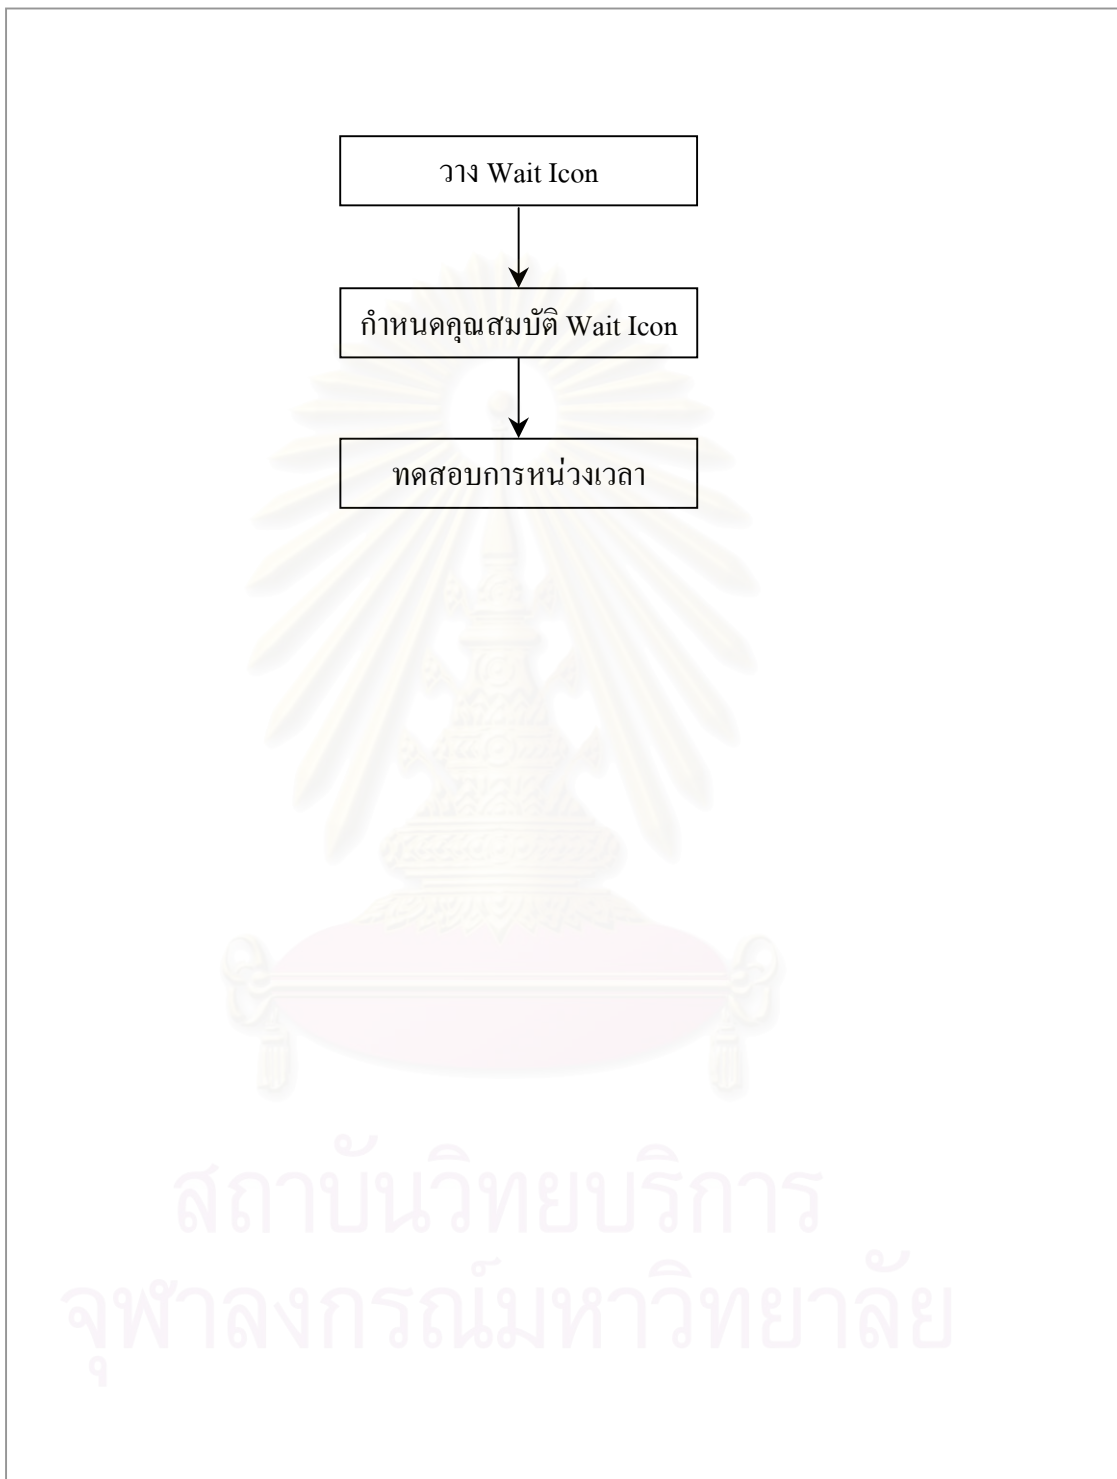 วาง Wait Icon
กำหนดคุณสมบัติ Wait Icon
ทดสอบการหน่วงเวลา
สถาบันวิทยบริการ
จุฬาลงกรณ์มหาวิทยาลัย